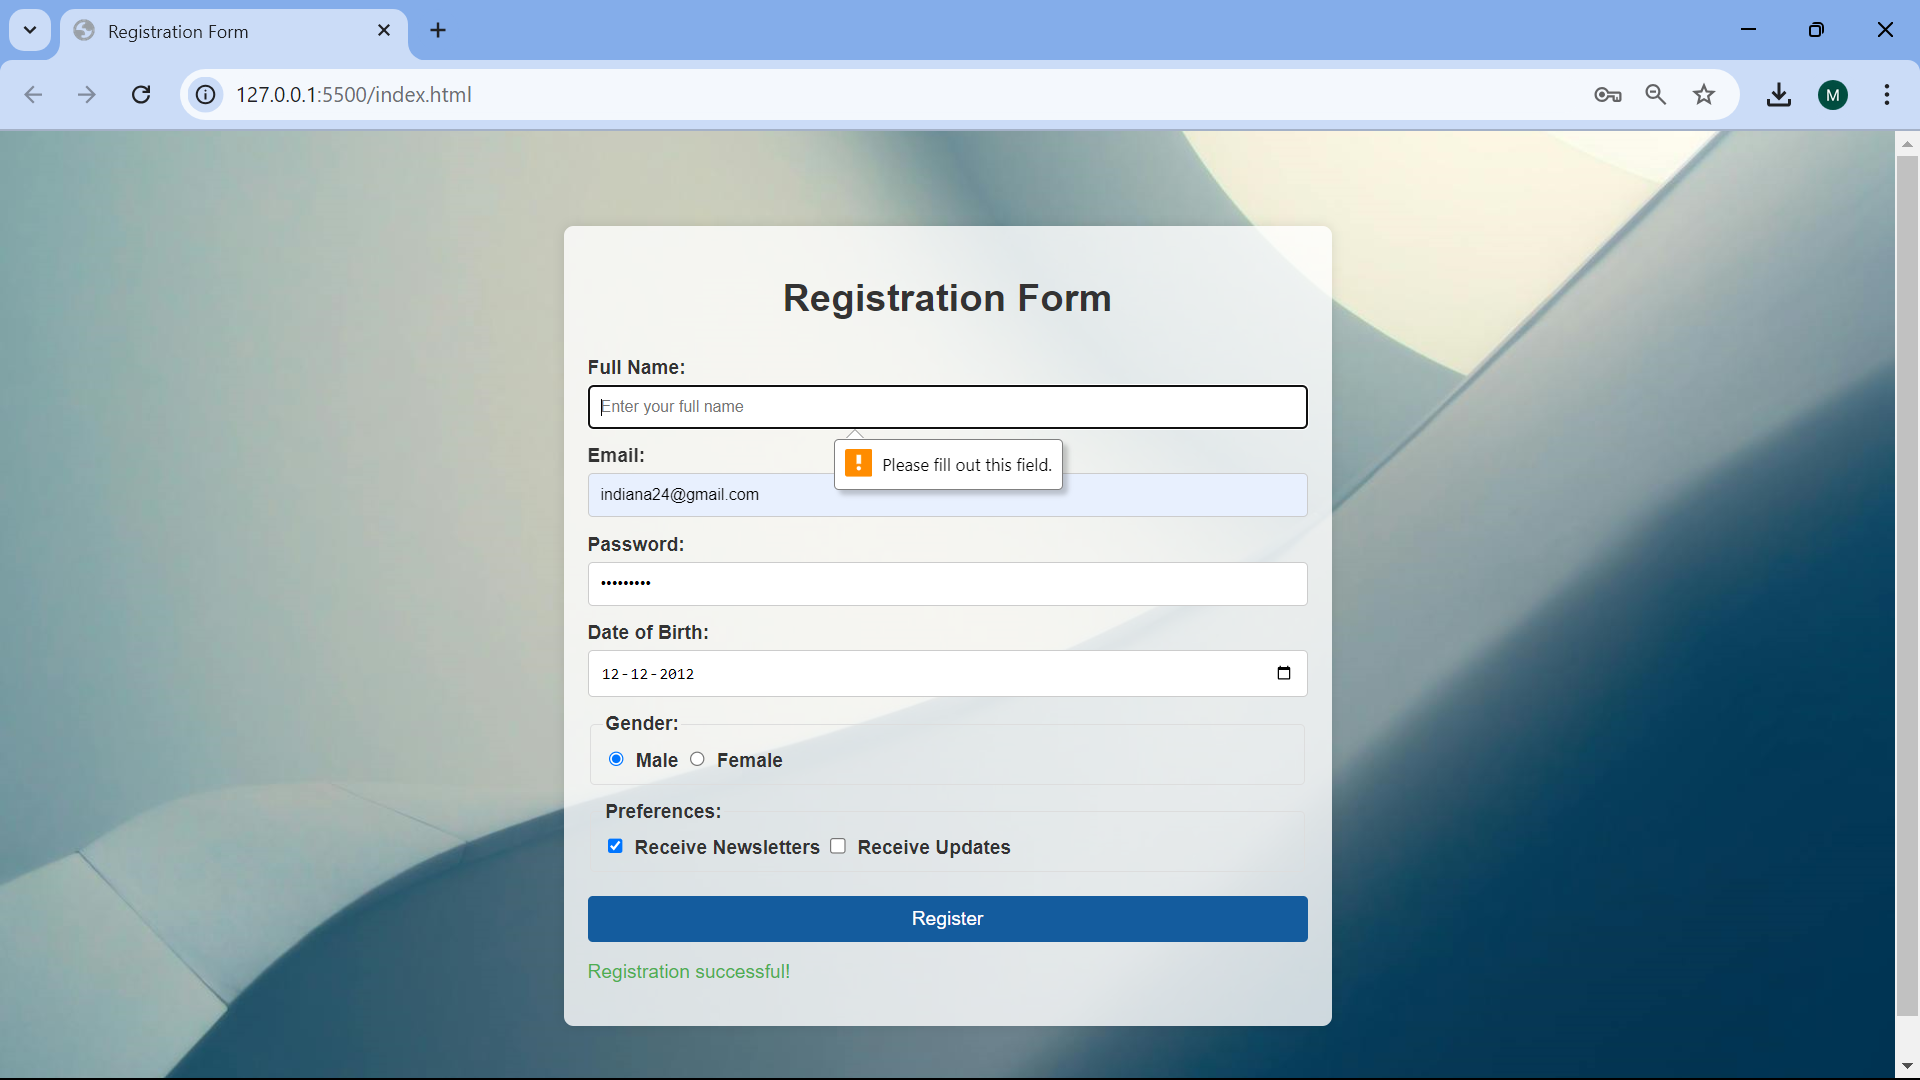 Registration Form
127.0.0.1:5500/index.html
M
Registration Form
Full Name:
Enter your full name
Please fill out this field.
Email:
indiana24@gmail.com
Password:
•••••••••
Date of Birth:
12-12-2012
Gender:
Male Female
Preferences:
Receive Newsletters Receive Updates
Register
Registration successful!